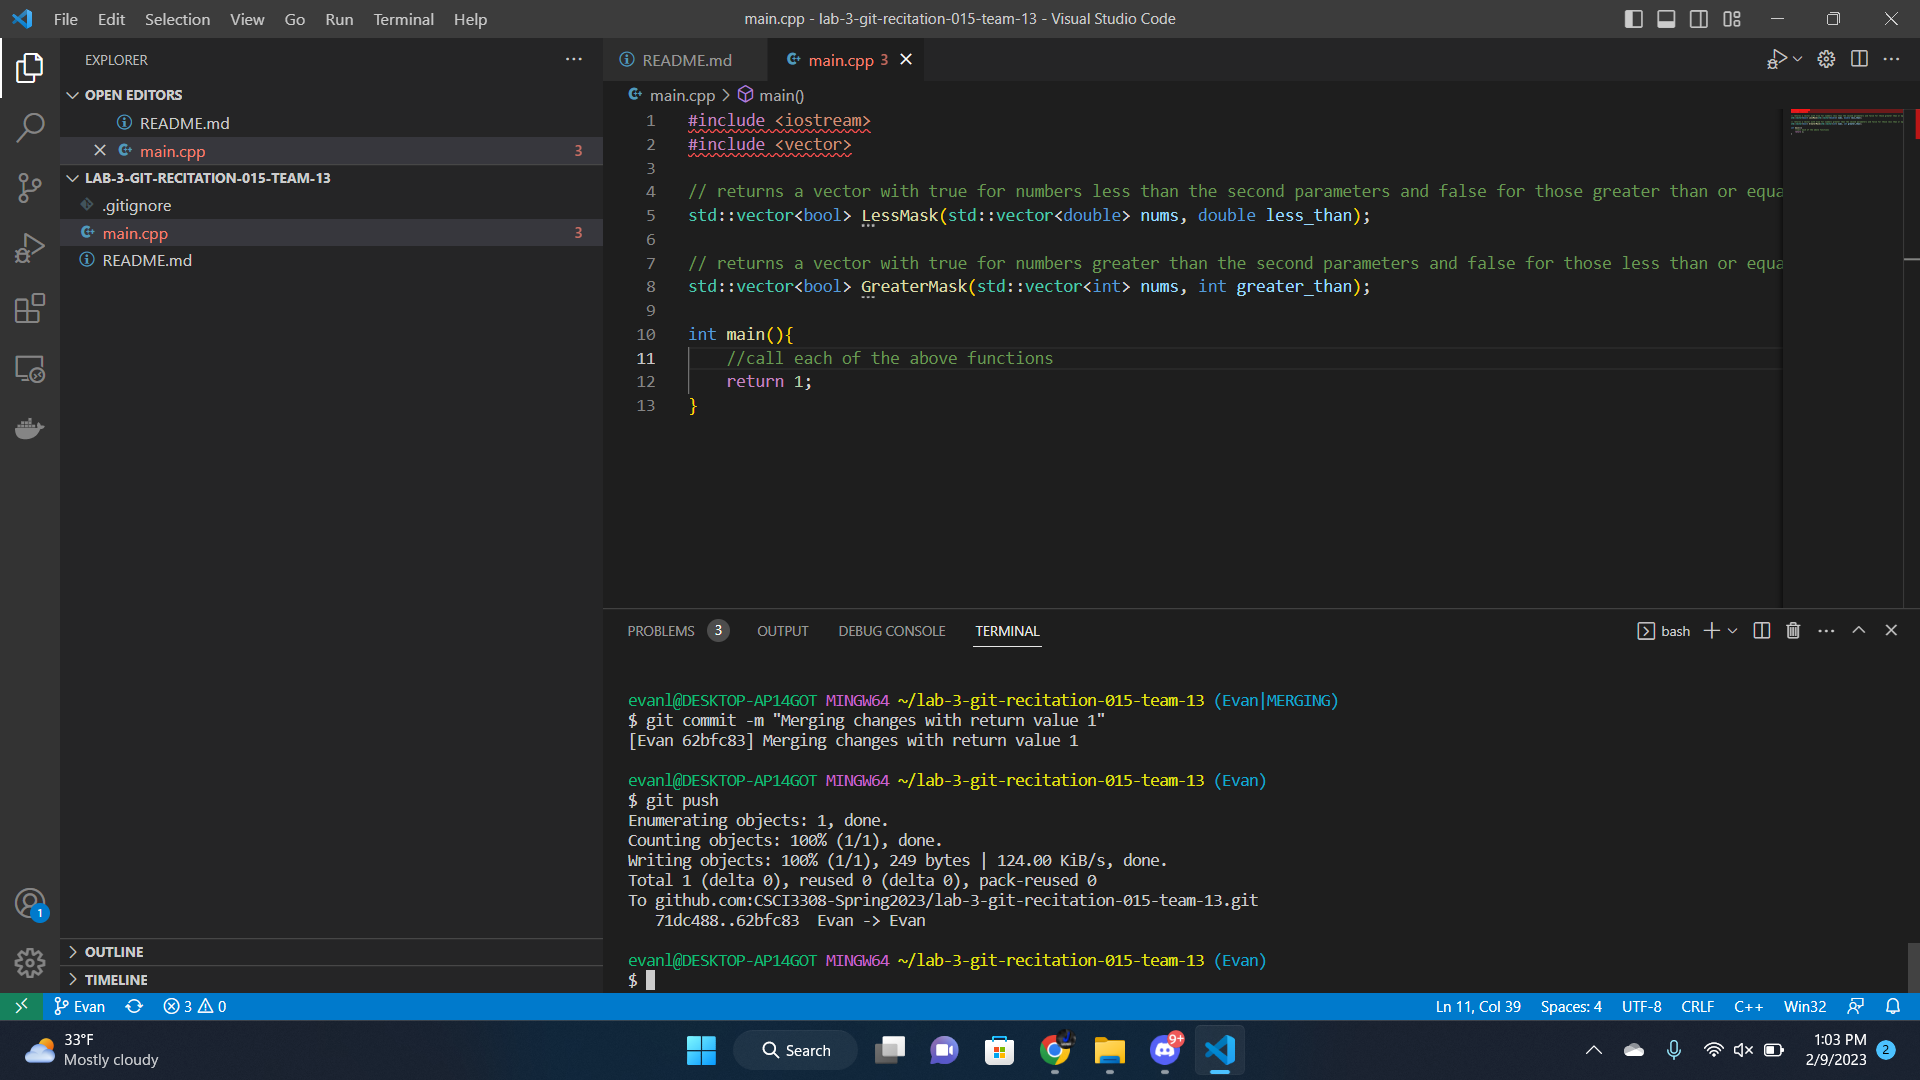 File Edit Selection View Go Run Terminal Help
main.cpp - lab-3-git-recitation-015-team-13 - Visual Studio Code
EXPLORER
OPEN EDITORS
README.md
main.cpp 3
LAB-3-GIT-RECITATION-015-TEAM-13
.gitignore
main.cpp 3
README.md
OUTLINE
TIMELINE
README.md
main.cpp 3
main.cpp > main()
1 #include <iostream>
2 #include <vector>
3
4 // returns a vector with true for numbers less than the second parameters and false for those greater than or equa
5 std::vector<bool> LessMask(std::vector<double> nums, double less_than);
6
7 // returns a vector with true for numbers greater than the second parameters and false for those less than or equa
8 std::vector<bool> GreaterMask(std::vector<int> nums, int greater_than);
9
10 int main(){
11 //call each of the above functions
12 return 1;
13 }
PROBLEMS 3 OUTPUT DEBUG CONSOLE TERMINAL
bash
evanl@DESKTOP-AP14GOT MINGW64 ~/lab-3-git-recitation-015-team-13 (Evan|MERGING)
$ git commit -m "Merging changes with return value 1"
[Evan 62bfc83] Merging changes with return value 1
evanl@DESKTOP-AP14GOT MINGW64 ~/lab-3-git-recitation-015-team-13 (Evan)
$ git push
Enumerating objects: 1, done.
Counting objects: 100% (1/1), done.
Writing objects: 100% (1/1), 249 bytes | 124.00 KiB/s, done.
Total 1 (delta 0), reused 0 (delta 0), pack-reused 0
To github.com:CSCI3308-Spring2023/lab-3-git-recitation-015-team-13.git
71dc488..62bfc83 Evan -> Evan
evanl@DESKTOP-AP14GOT MINGW64 ~/lab-3-git-recitation-015-team-13 (Evan)
$
1
Evan 3 0
Ln 11, Col 39 Spaces: 4 UTF-8 CRLF C++ Win32
33°F
Mostly cloudy
Search
9+
1:03 PM
2/9/2023
2